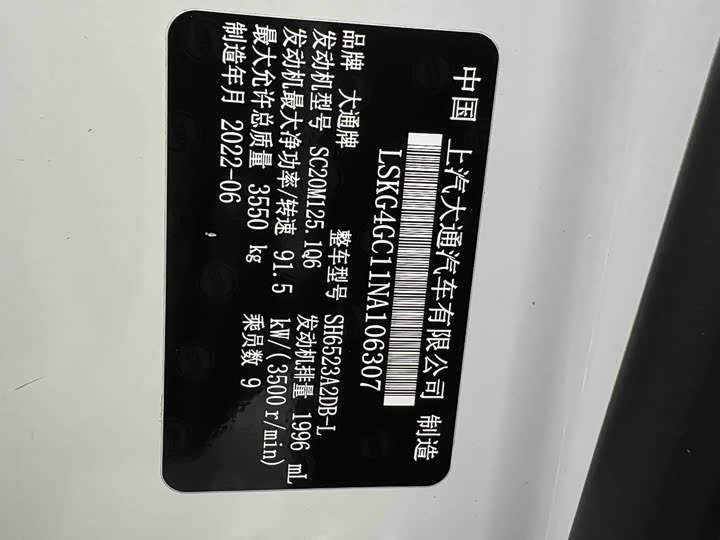 中国 上汽大通汽车有限公司 制造
LSKG4GC11NA106307
品牌 大通牌 整车型号 SH6523A2DB-L
发动机型号 SC20M125.1Q6 发动机排量 1996 mL
发动机最大净功率/转速 91.5 kW/(3500r/min)
最大允许总质量 3550 kg 乘员数 9
制造年月 2022-06